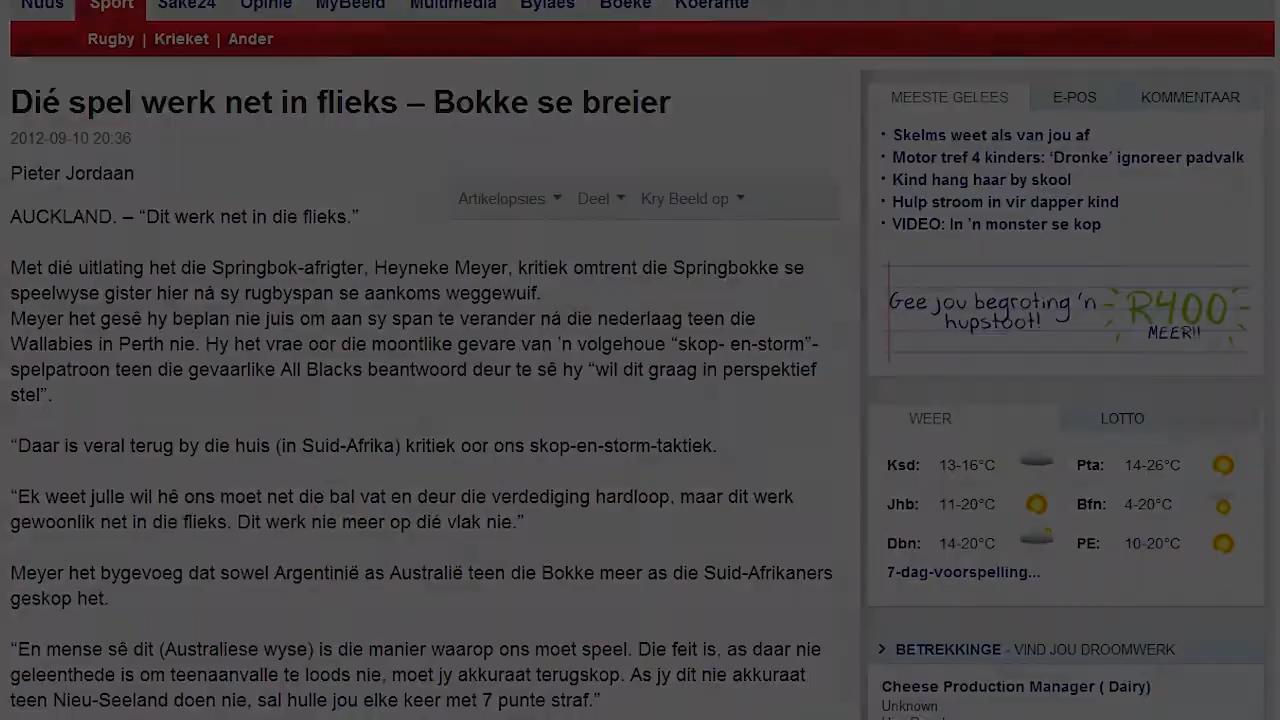 Nuus Sport Sake24 Opinie MyBeeld Multimedia Bylaes Boeke Koerante
Rugby | Krieket | Ander
Dié spel werk net in flieks – Bokke se breier
2012-09-10 20:36
Pieter Jordaan
Artikelopsies Deel Kry Beeld op
AUCKLAND. – “Dit werk net in die flieks.”
Met dié uitlating het die Springbok-afrigter, Heyneke Meyer, kritiek omtrent die Springbokke se
speelwyse gister hier ná sy rugbyspan se aankoms weggewuif.
Meyer het gesê hy beplan nie juis om aan sy span te verander ná die nederlaag teen die
Wallabies in Perth nie. Hy het vrae oor die moontlike gevare van ’n volgehoue “skop- en-storm”-
spelpatroon teen die gevaarlike All Blacks beantwoord deur te sê hy “wil dit graag in perspektief
stel”.
“Daar is veral terug by die huis (in Suid-Afrika) kritiek oor ons skop-en-storm-taktiek.
“Ek weet julle wil hê ons moet net die bal vat en deur die verdediging hardloop, maar dit werk
gewoonlik net in die flieks. Dit werk nie meer op dié vlak nie.”
Meyer het bygevoeg dat sowel Argentinië as Australië teen die Bokke meer as die Suid-Afrikaners
geskop het.
“En mense sê dit (Australiese wyse) is die manier waarop ons moet speel. Die feit is, as daar nie
geleenthede is om teenaanvalle te loods nie, moet jy akkuraat terugskop. As jy dit nie akkuraat
teen Nieu-Seeland doen nie, sal hulle jou elke keer met 7 punte straf.”
MEESTE GELEES E-POS KOMMENTAAR
· Skelms weet als van jou af
· Motor tref 4 kinders: ‘Dronke’ ignoreer padvalk
· Kind hang haar by skool
· Hulp stroom in vir dapper kind
· VIDEO: In ’n monster se kop
Gee jou begroting ’n
hupstoot!
R400
MEER!!
WEER LOTTO
Ksd: 13-16°C Pta: 14-26°C
Jhb: 11-20°C Bfn: 4-20°C
Dbn: 14-20°C PE: 10-20°C
7-dag-voorspelling...
> BETREKKINGE - VIND JOU DROOMWERK
Cheese Production Manager ( Dairy)
Unknown